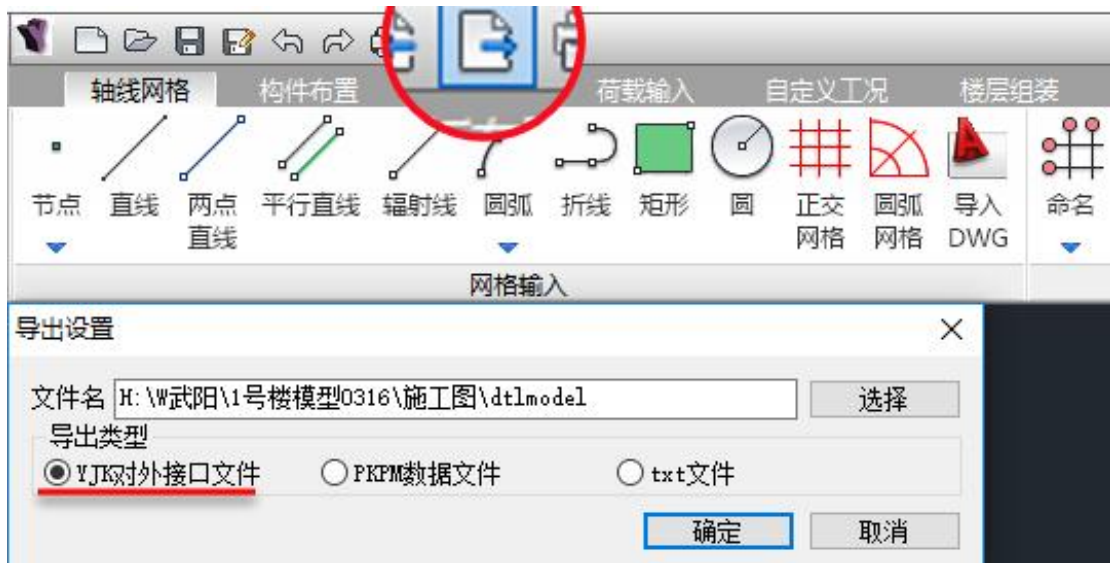 轴线网格 构件布置 荷载输入 自定义工况 楼层组装
节点 直线 两点直线 平行直线 辐射线 圆弧 折线 矩形 圆 正交网格 圆弧网格 导入DWG 命名
网格输入
导出设置
文件名 H:\W武阳\1号楼模型0316\施工图\dtlmodel 选择
导出类型
YJK对外接口文件 PKPM数据文件 txt文件
确定 取消